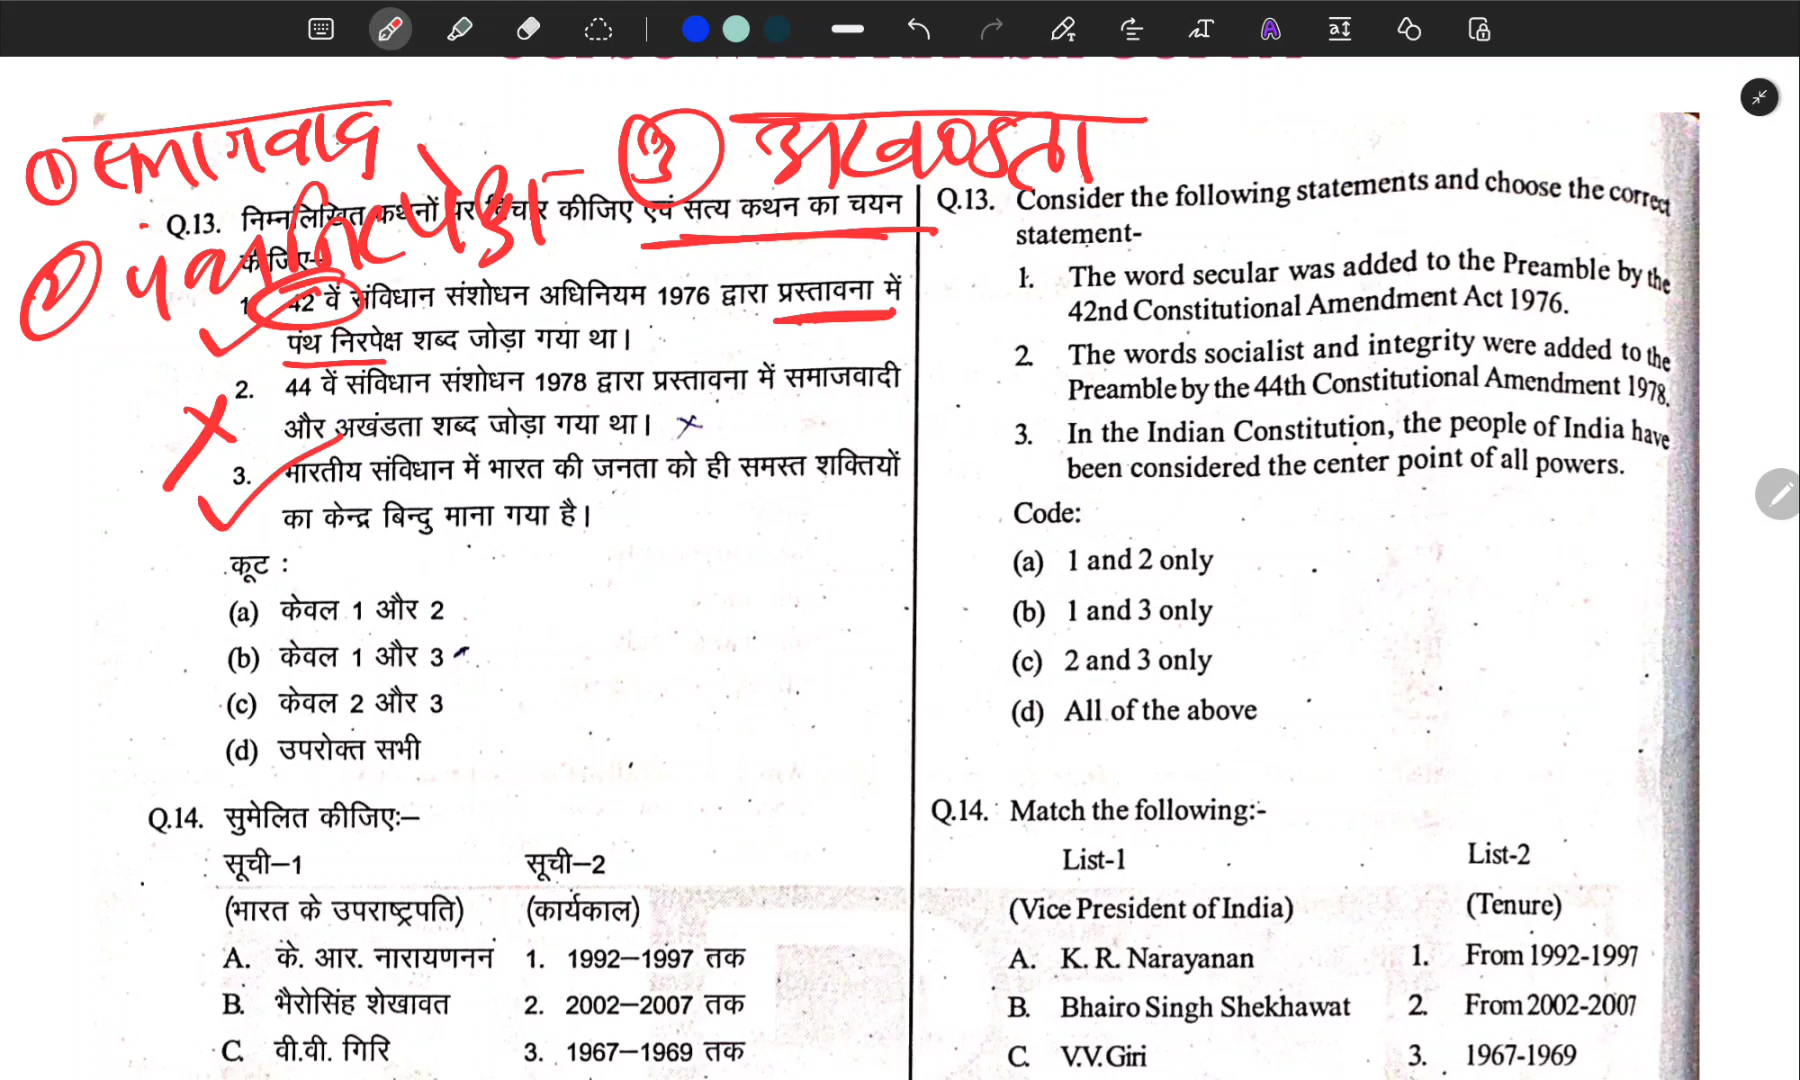 ① समाजवाद
② पंथनिरपेक्ष
③ अखण्डता
Q.13. निम्नलिखित कथनों पर विचार कीजिए एवं सत्य कथन का चयन
कीजिए–
1. 42 वें संविधान संशोधन अधिनियम 1976 द्वारा प्रस्तावना में
पंथ निरपेक्ष शब्द जोड़ा गया था।
2. 44 वें संविधान संशोधन 1978 द्वारा प्रस्तावना में समाजवादी
और अखंडता शब्द जोड़ा गया था।
3. भारतीय संविधान में भारत की जनता को ही समस्त शक्तियों
का केन्द्र बिन्दु माना गया है।
कूट :
(a) केवल 1 और 2
(b) केवल 1 और 3
(c) केवल 2 और 3
(d) उपरोक्त सभी
Q.14. सुमेलित कीजिए:–
सूची–1 सूची–2
(भारत के उपराष्ट्रपति) (कार्यकाल)
A. के. आर. नारायणनन 1. 1992–1997 तक
B. भैरोसिंह शेखावत 2. 2002–2007 तक
C. वी.वी. गिरि 3. 1967–1969 तक
Q.13. Consider the following statements and choose the correct
statement-
1. The word secular was added to the Preamble by the
42nd Constitutional Amendment Act 1976.
2. The words socialist and integrity were added to the
Preamble by the 44th Constitutional Amendment 1978.
3. In the Indian Constitution, the people of India have
been considered the center point of all powers.
Code:
(a) 1 and 2 only
(b) 1 and 3 only
(c) 2 and 3 only
(d) All of the above
Q.14. Match the following:-
List-1 List-2
(Vice President of India) (Tenure)
A. K. R. Narayanan 1. From 1992-1997
B. Bhairo Singh Shekhawat 2. From 2002-2007
C. V.V.Giri 3. 1967-1969